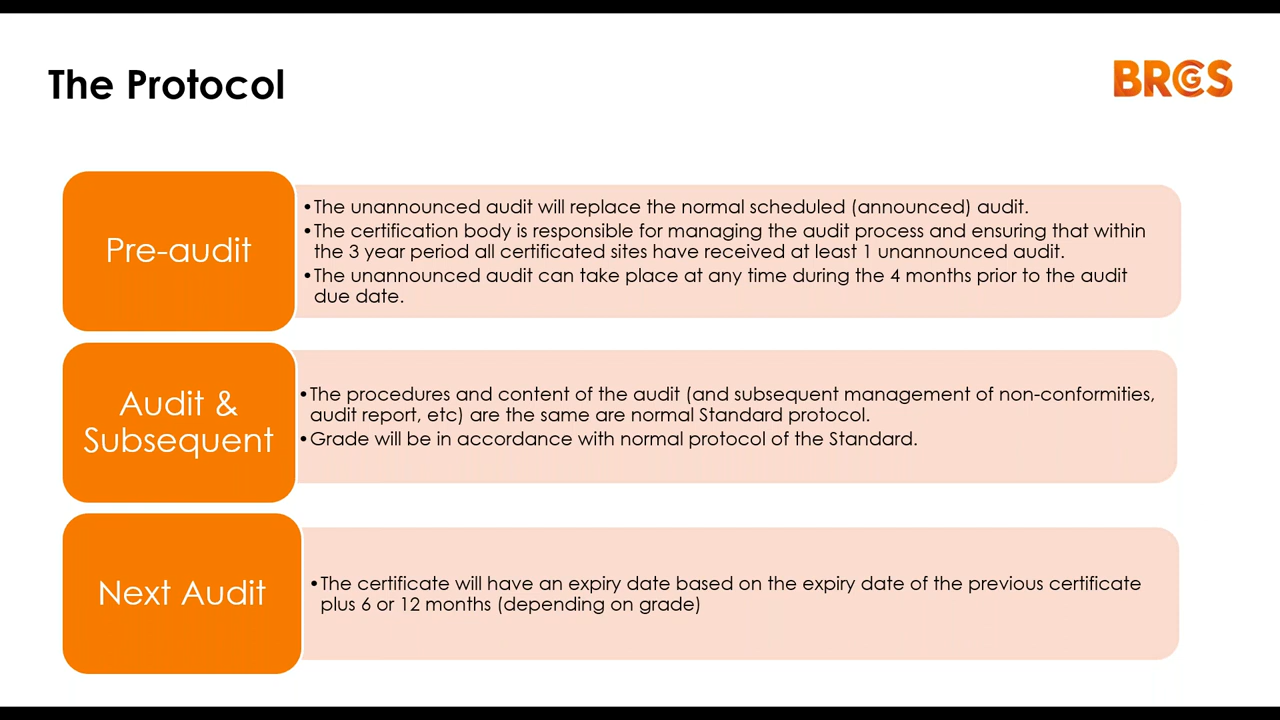 The Protocol
BRCGS
Pre-audit
•The unannounced audit will replace the normal scheduled (announced) audit.
•The certification body is responsible for managing the audit process and ensuring that within
the 3 year period all certificated sites have received at least 1 unannounced audit.
•The unannounced audit can take place at any time during the 4 months prior to the audit
due date.
Audit &
Subsequent
•The procedures and content of the audit (and subsequent management of non-conformities,
audit report, etc) are the same are normal Standard protocol.
•Grade will be in accordance with normal protocol of the Standard.
Next Audit
•The certificate will have an expiry date based on the expiry date of the previous certificate
plus 6 or 12 months (depending on grade)